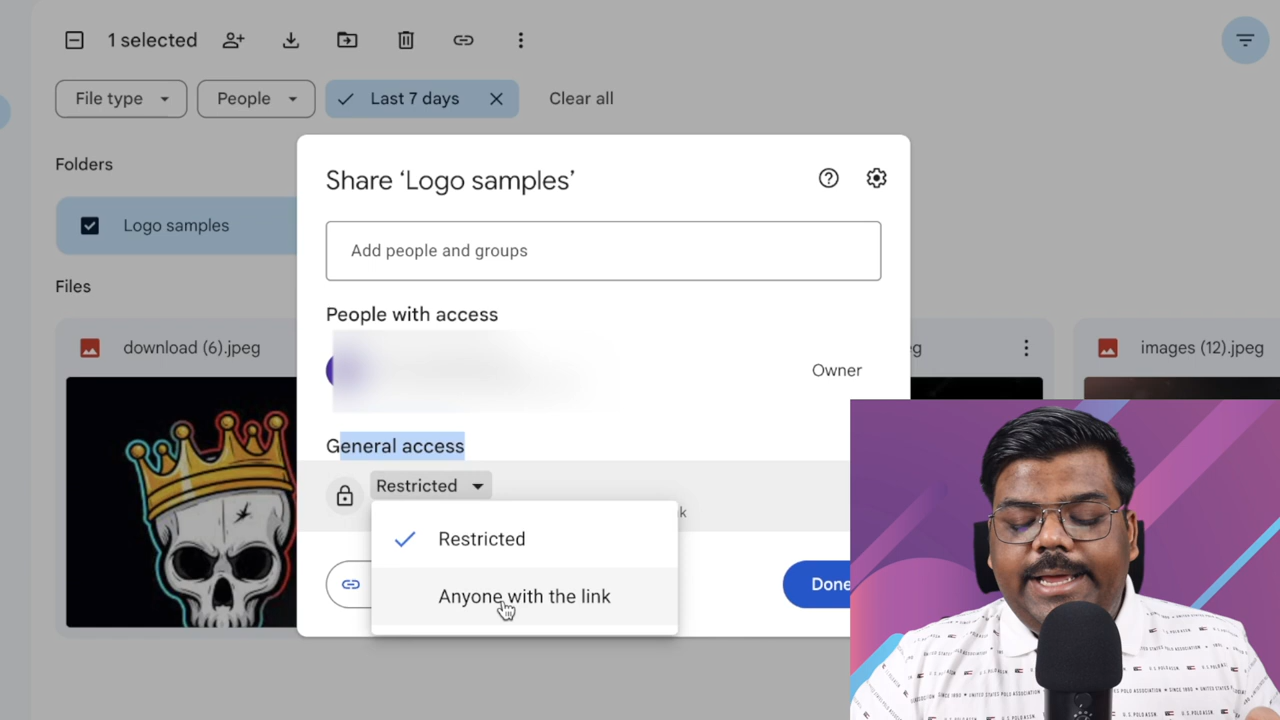 1 selected
File type
People
Last 7 days
Clear all
Folders
Share ‘Logo samples’
Logo samples
Add people and groups
Files
People with access
download (6).jpeg
images (12).jpeg
Owner
General access
Restricted
Restricted
Anyone with the link
Done